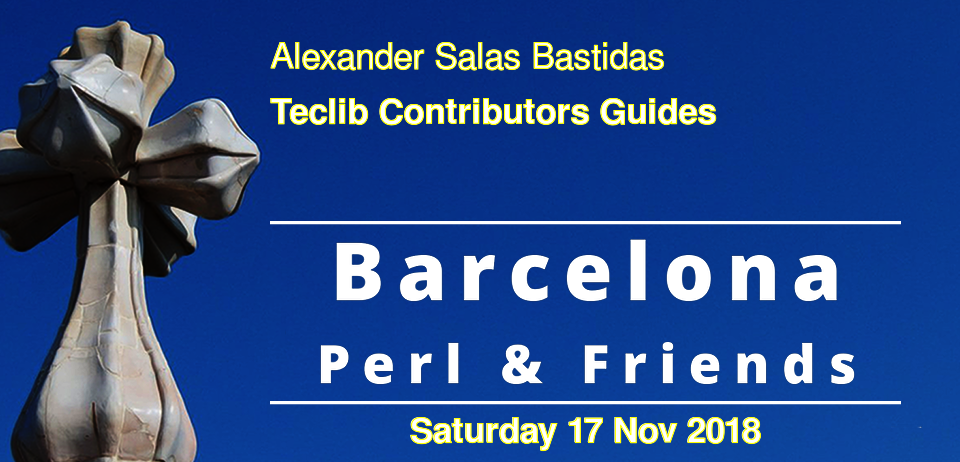 Alexander Salas Bastidas
Teclib Contributors Guides
Barcelona
Perl & Friends
Saturday 17 Nov 2018